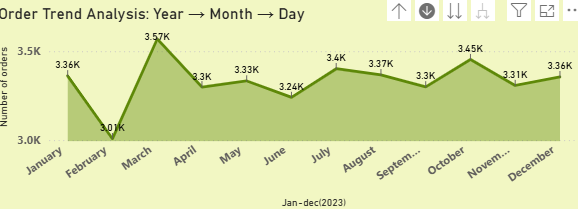 Order Trend Analysis: Year → Month → Day
Number of orders
3.5K
3.0K
3.36K
3.01K
3.57K
3.3K
3.33K
3.24K
3.4K
3.37K
3.3K
3.45K
3.31K
3.36K
January
February
March
April
May
June
July
August
Septem...
October
Novem...
December
Jan-dec(2023)